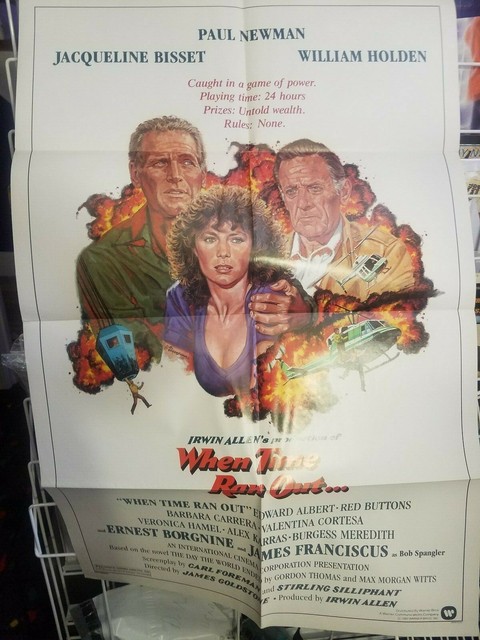 PAUL NEWMAN
JACQUELINE BISSET WILLIAM HOLDEN
Caught in a game of power.
Playing time: 24 hours
Prizes: Untold wealth.
Rules: None.
IRWIN ALLEN's of
When Time
Ran Out...
"WHEN TIME RAN OUT" EDWARD ALBERT · RED BUTTONS
BARBARA CARRERA VALENTINA CORTESA
VERONICA HAMEL · ALEX RRAS · BURGESS MEREDITH
ERNEST BORGNINE and JAMES FRANCISCUS as Bob Spangler
AN INTERNATIONAL CINEMA CORPORATION PRESENTATION
Based on the novel THE DAY THE WORLD ENDED by GORDON THOMAS and MAX MORGAN WITTS
Screenplay by CARL FOREMAN and STIRLING SILLIPHANT
Directed by JAMES GOLDSTONE · Produced by IRWIN ALLEN